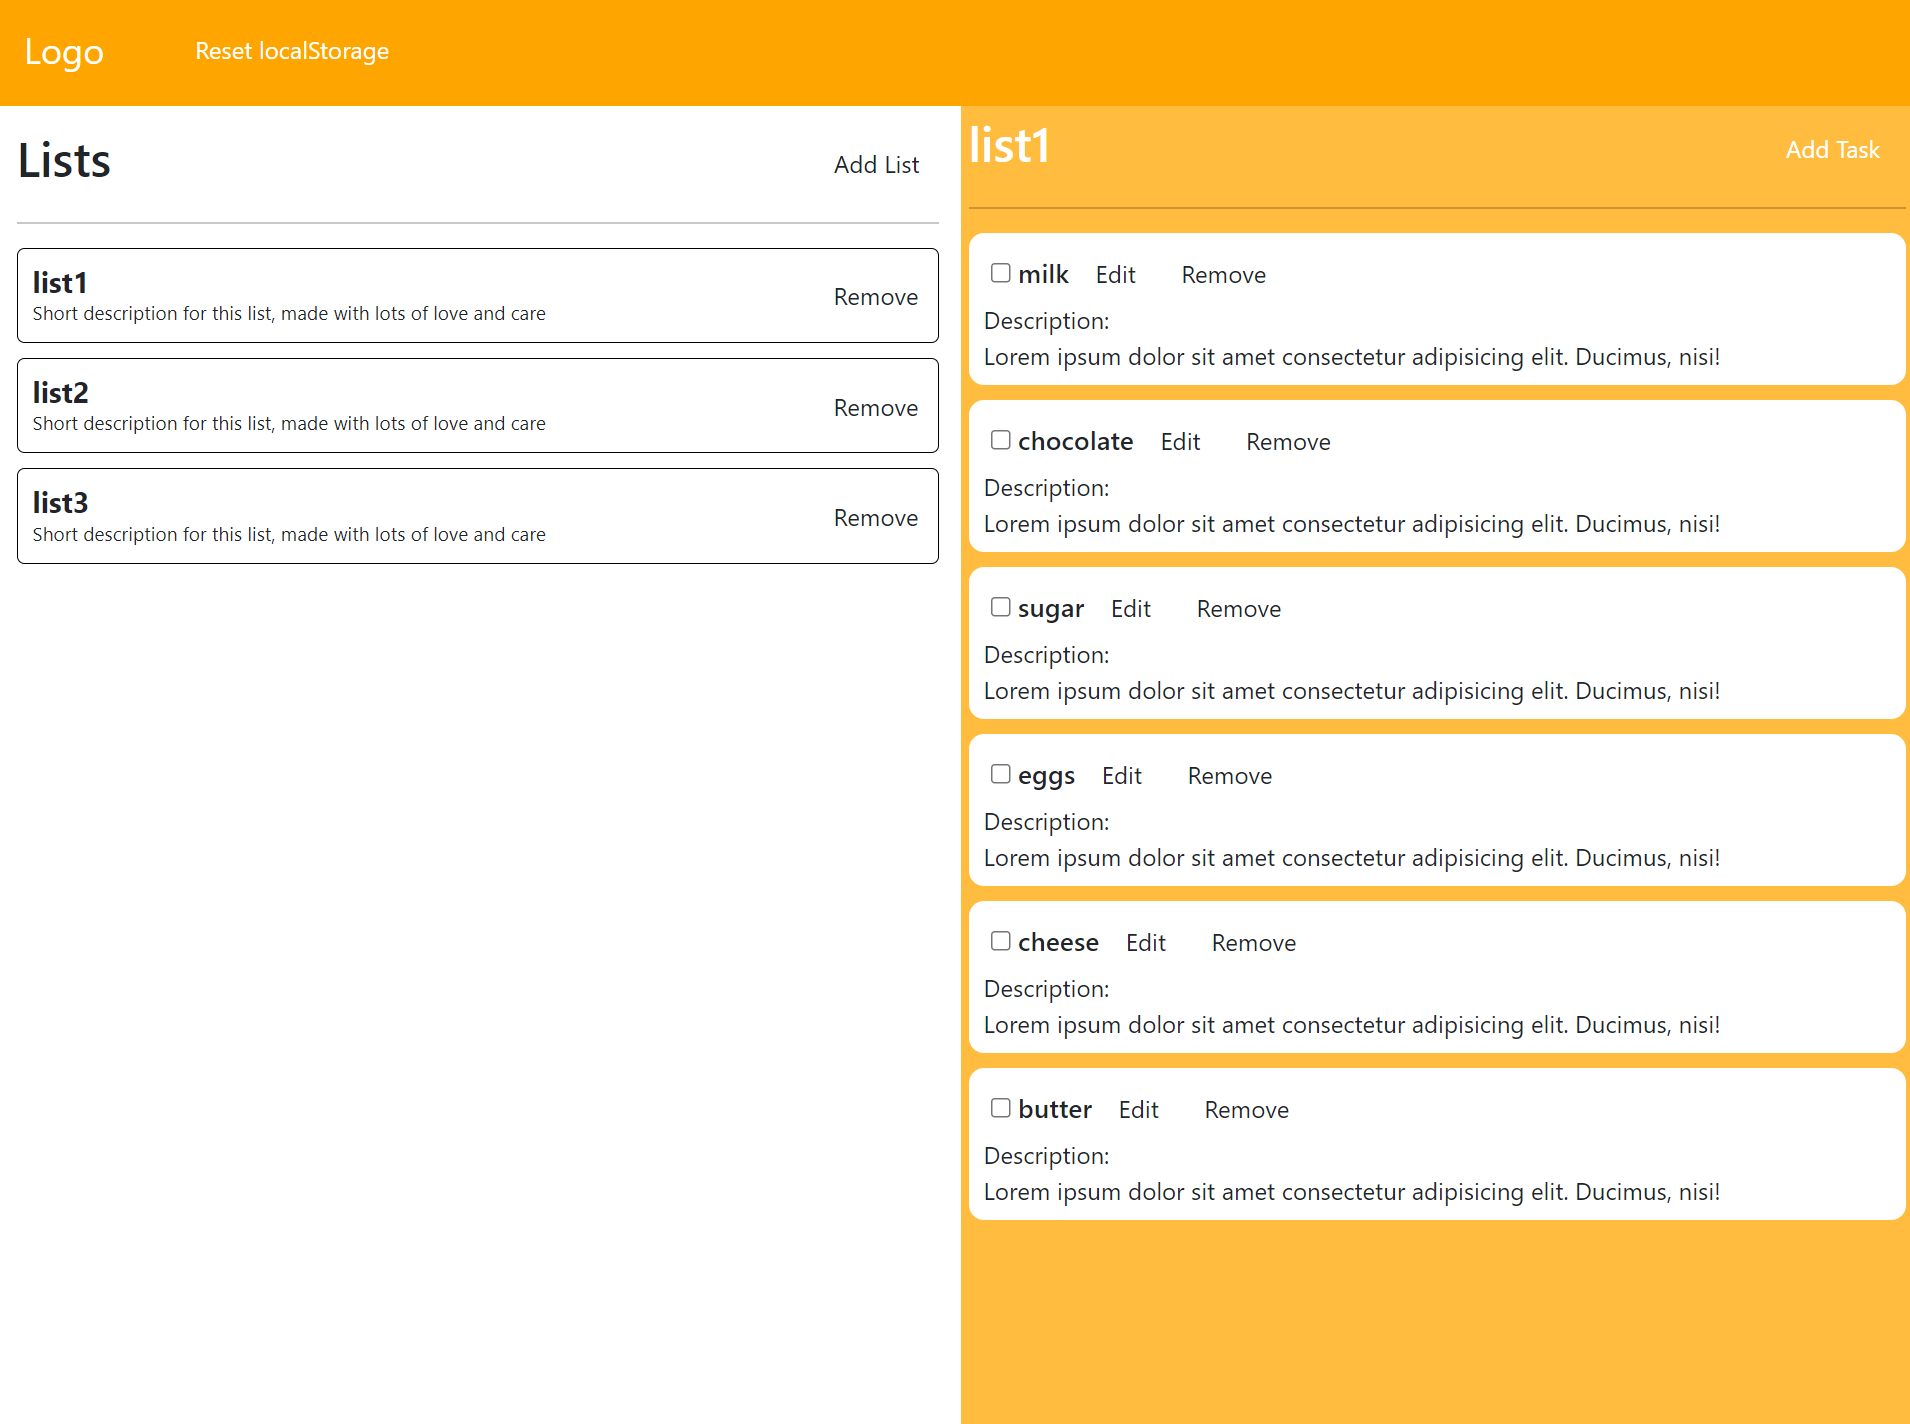 Logo
Reset localStorage
Lists
Add List
list1
Short description for this list, made with lots of love and care
Remove
list2
Short description for this list, made with lots of love and care
Remove
list3
Short description for this list, made with lots of love and care
Remove
list1
Add Task
milk Edit Remove
Description:
Lorem ipsum dolor sit amet consectetur adipisicing elit. Ducimus, nisi!
chocolate Edit Remove
Description:
Lorem ipsum dolor sit amet consectetur adipisicing elit. Ducimus, nisi!
sugar Edit Remove
Description:
Lorem ipsum dolor sit amet consectetur adipisicing elit. Ducimus, nisi!
eggs Edit Remove
Description:
Lorem ipsum dolor sit amet consectetur adipisicing elit. Ducimus, nisi!
cheese Edit Remove
Description:
Lorem ipsum dolor sit amet consectetur adipisicing elit. Ducimus, nisi!
butter Edit Remove
Description:
Lorem ipsum dolor sit amet consectetur adipisicing elit. Ducimus, nisi!